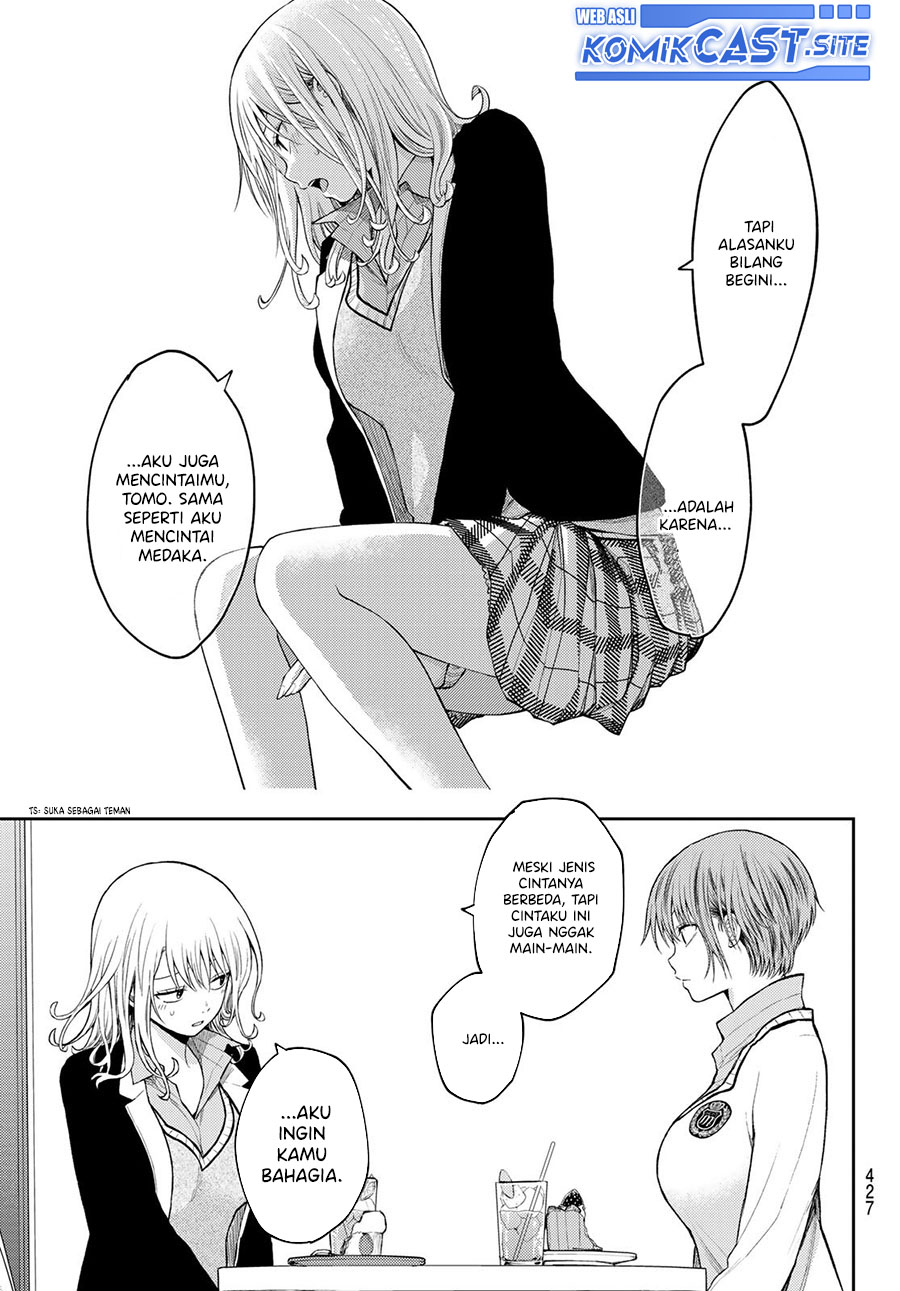 WEB ASLI
KOMIKCAST.SITE
TAPI
ALASANKU
BILANG
BEGINI...
...ADALAH
KARENA...
...AKU JUGA
MENCINTAIMU,
TOMO. SAMA
SEPERTI AKU
MENCINTAI
MEDAKA.
TS: SUKA SEBAGAI TEMAN
MESKI JENIS
CINTANYA
BERBEDA, TAPI
CINTAKU INI
JUGA NGGAK
MAIN-MAIN.
JADI...
...AKU
INGIN
KAMU
BAHAGIA.
427